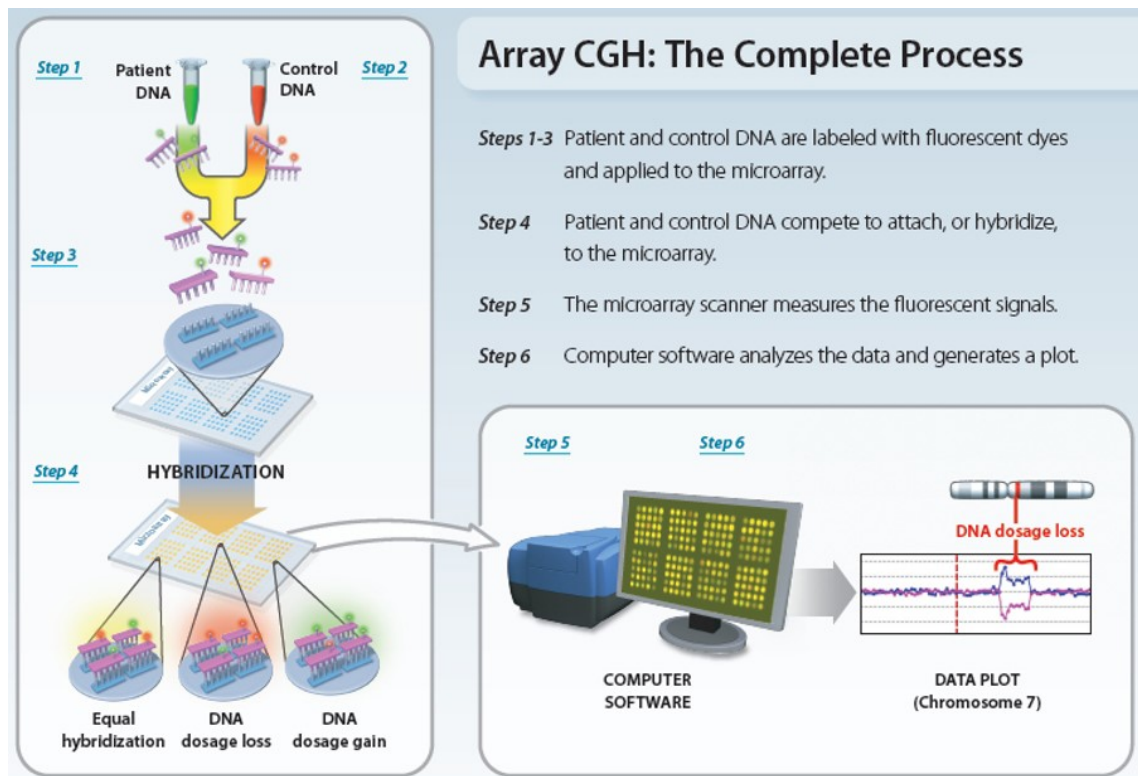 Array CGH: The Complete Process
Step 1
Patient
DNA
Control
DNA
Step 2
Step 3
Microarray
HYBRIDIZATION
Step 4
Microarray
Equal
hybridization
DNA
dosage loss
DNA
dosage gain
Steps 1-3 Patient and control DNA are labeled with fluorescent dyes
and applied to the microarray.
Step 4 Patient and control DNA compete to attach, or hybridize,
to the microarray.
Step 5 The microarray scanner measures the fluorescent signals.
Step 6 Computer software analyzes the data and generates a plot.
Step 5
Step 6
DNA dosage loss
COMPUTER
SOFTWARE
DATA PLOT
(Chromosome 7)